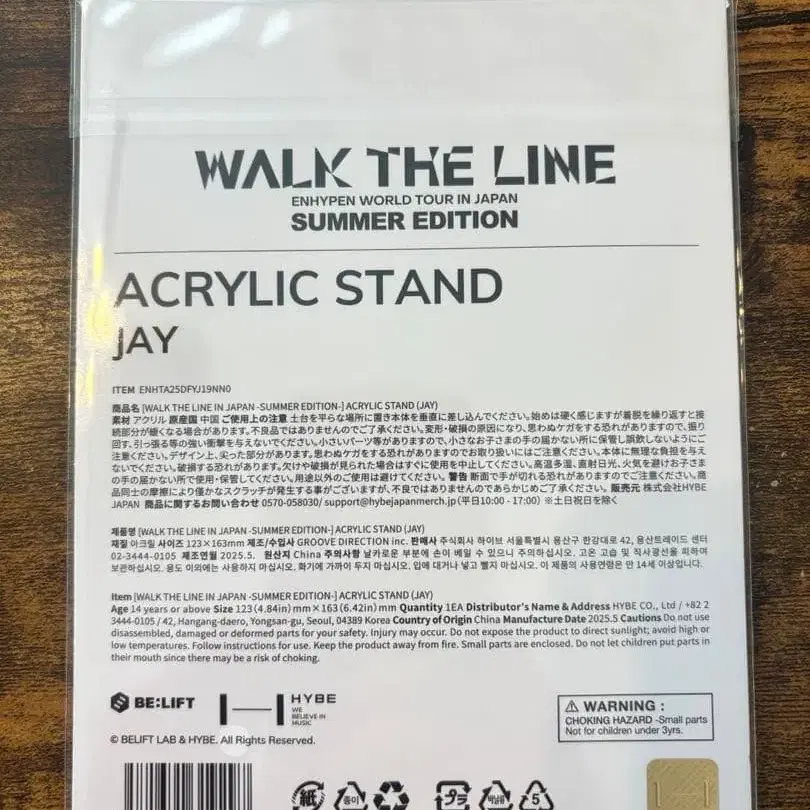 WALK THE LINE
ENHYPEN WORLD TOUR IN JAPAN
SUMMER EDITION
ACRYLIC STAND
JAY
ITEM ENHTA25DFYJ19NN0
商品名 [WALK THE LINE IN JAPAN -SUMMER EDITION-] ACRYLIC STAND (JAY)
素材 アクリル 原産国 中国 ご使用上の注意 土台を平らな場所に置き本体を垂直に差し込んでください。始めは硬く感じますが着脱を繰り返すと接
続部分が緩くなる場合があります。不良品ではありませんのでご了承ください。変形・破損の原因になり、思わぬケガをする恐れがありますので、振り
回す、引っ張る等の強い衝撃を与えないでください。小さいパーツ等がありますので、小さなお子さまの手の届かない所に保管し誤飲しないようにご
注意ください。デザイン上、尖った部分があります。思わぬケガをする恐れがありますのでお取り扱いにはご注意ください。本体に無理な負担を与え
ないでください。破損する恐れがあります。欠けや破損が見られた場合はすぐに使用を中止してください。高温多湿、直射日光、火気を避けお子さま
の手の届かない所で使用・保管してください。用途以外のご使用は避けてください。 警告 断面で手が切れる恐れがありますのでご注意ください。商
品同士の摩擦により僅かなスクラッチが発生する事がございますが、不良ではありませんのであらかじめご了承ください。 販売元 株式会社HYBE
JAPAN 商品に関するお問い合わせ 0570-058030/ support@hybejapanmerch.jp (平日10:00 - 17:00) ※土日祝日を除く
제품명 [WALK THE LINE IN JAPAN -SUMMER EDITION-] ACRYLIC STAND (JAY)
재질 아크릴 사이즈 123×163mm 제조/수입사 GROOVE DIRECTION inc. 판매사 주식회사 하이브 서울특별시 용산구 한강대로 42, 용산트레이드 센터
02-3444-0105 제조연월 2025.5. 원산지 China 주의사항 날카로운 부분에 손이 베일 수 있으니 주의하십시오. 고온 고습 및 직사광선을 피하여
보관하십시오. 용도 이외에는 사용하지 마십시오. 화기에 가까이 두지 마십시오. 입에 대거나 넣고 빨지 마십시오. 이 제품의 사용연령은 만 14세 이상입니다.
Item [WALK THE LINE IN JAPAN -SUMMER EDITION-] ACRYLIC STAND (JAY)
Age 14 years or above Size 123(4.84in)mm×163(6.42in)mm Quantity 1EA Distributor's Name & Address HYBE CO., Ltd / +82 2
3444-0105 / 42, Hangang-daero, Yongsan-gu, Seoul, 04389 Korea Country of Origin China Manufacture Date 2025.5 Cautions Do not use
disassembled, damaged or deformed parts for your safety. Injury may occur. Do not expose the product to direct sunlight; avoid high or
low temperatures. Follow instructions for use. Keep the product away from fire. Small parts are enclosed. Do not let children put parts in
their mouth since there may be a risk of choking.
BE:LIFT
HYBE
WE
BELIEVE IN
MUSIC
WARNING :
CHOKING HAZARD -Small parts
Not for children under 3yrs.
© BELIFT LAB & HYBE. All Rights Reserved.
紙
종이
プラ
비닐류
5